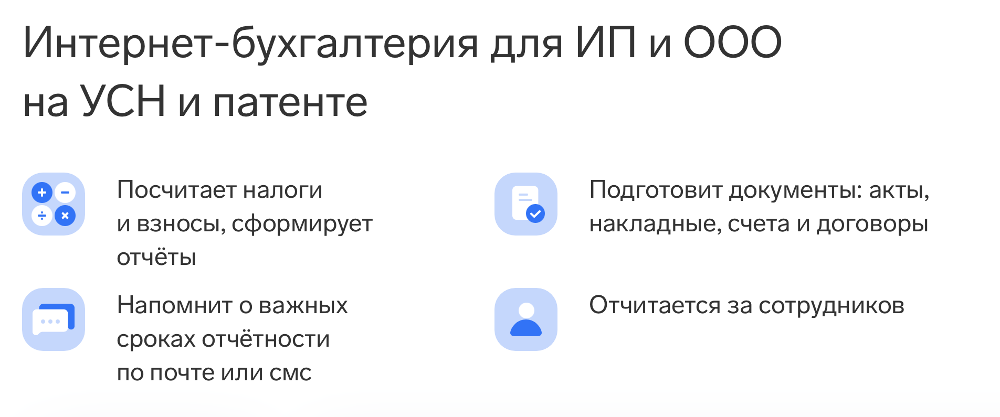 Интернет-бухгалтерия для ИП и ООО
на УСН и патенте
Посчитает налоги
и взносы, сформирует
отчёты
Подготовит документы: акты,
накладные, счета и договоры
Напомнит о важных
сроках отчётности
по почте или смс
Отчитается за сотрудников